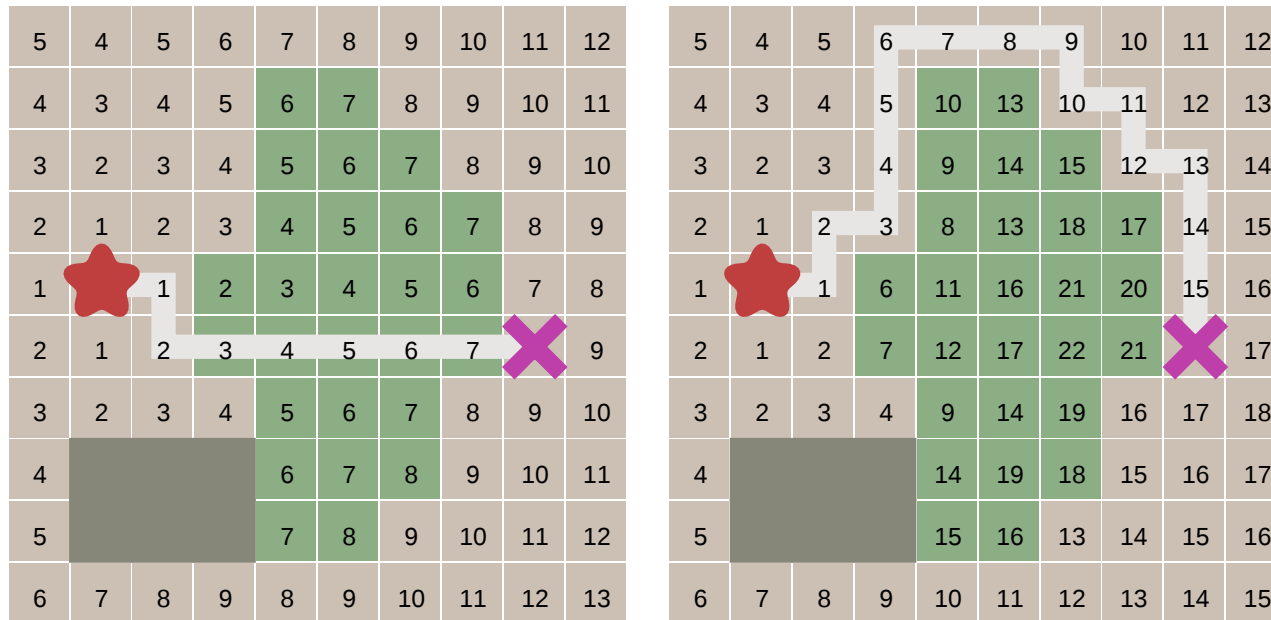 5 4 5 6 7 8 9 10 11 12
4 3 4 5 6 7 8 9 10 11
3 2 3 4 5 6 7 8 9 10
2 1 2 3 4 5 6 7 8 9
1 1 2 3 4 5 6 7 8
2 1 2 3 4 5 6 7 9
3 2 3 4 5 6 7 8 9 10
4 6 7 8 9 10 11
5 7 8 9 10 11 12
6 7 8 9 8 9 10 11 12 13
5 4 5 6 7 8 9 10 11 12
4 3 4 5 10 13 10 11 12 13
3 2 3 4 9 14 15 12 13 14
2 1 2 3 8 13 18 17 14 15
1 1 6 11 16 21 20 15 16
2 1 2 7 12 17 22 21 17
3 2 3 4 9 14 19 16 17 18
4 14 19 18 15 16 17
5 15 16 13 14 15 16
6 7 8 9 10 11 12 13 14 15